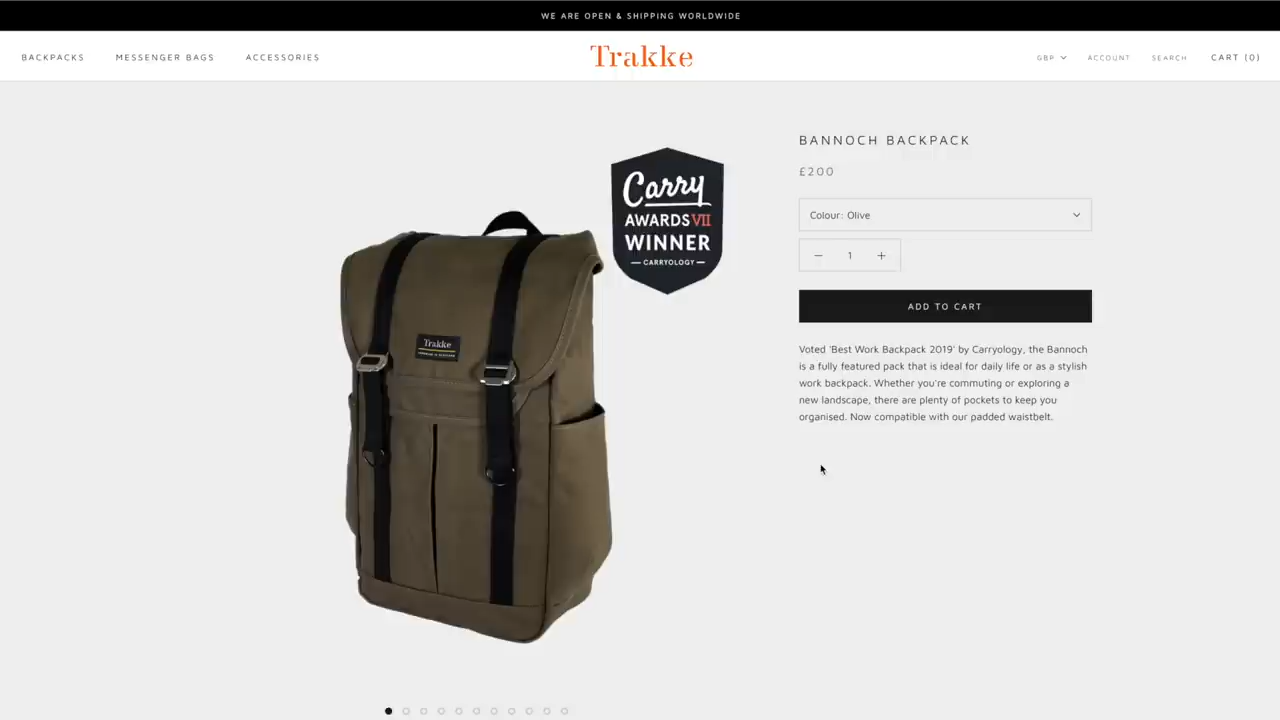 WE ARE OPEN & SHIPPING WORLDWIDE
BACKPACKS MESSENGER BAGS ACCESSORIES
Trakke
GBP ACCOUNT SEARCH CART (0)
Carry
AWARDS VII
WINNER
CARRYOLOGY
Trakke
BANNOCH BACKPACK
£200
Colour: Olive
1
ADD TO CART
Voted 'Best Work Backpack 2019' by Carryology, the Bannoch
is a fully featured pack that is ideal for daily life or as a stylish
work backpack. Whether you're commuting or exploring a
new landscape, there are plenty of pockets to keep you
organised. Now compatible with our padded waistbelt.